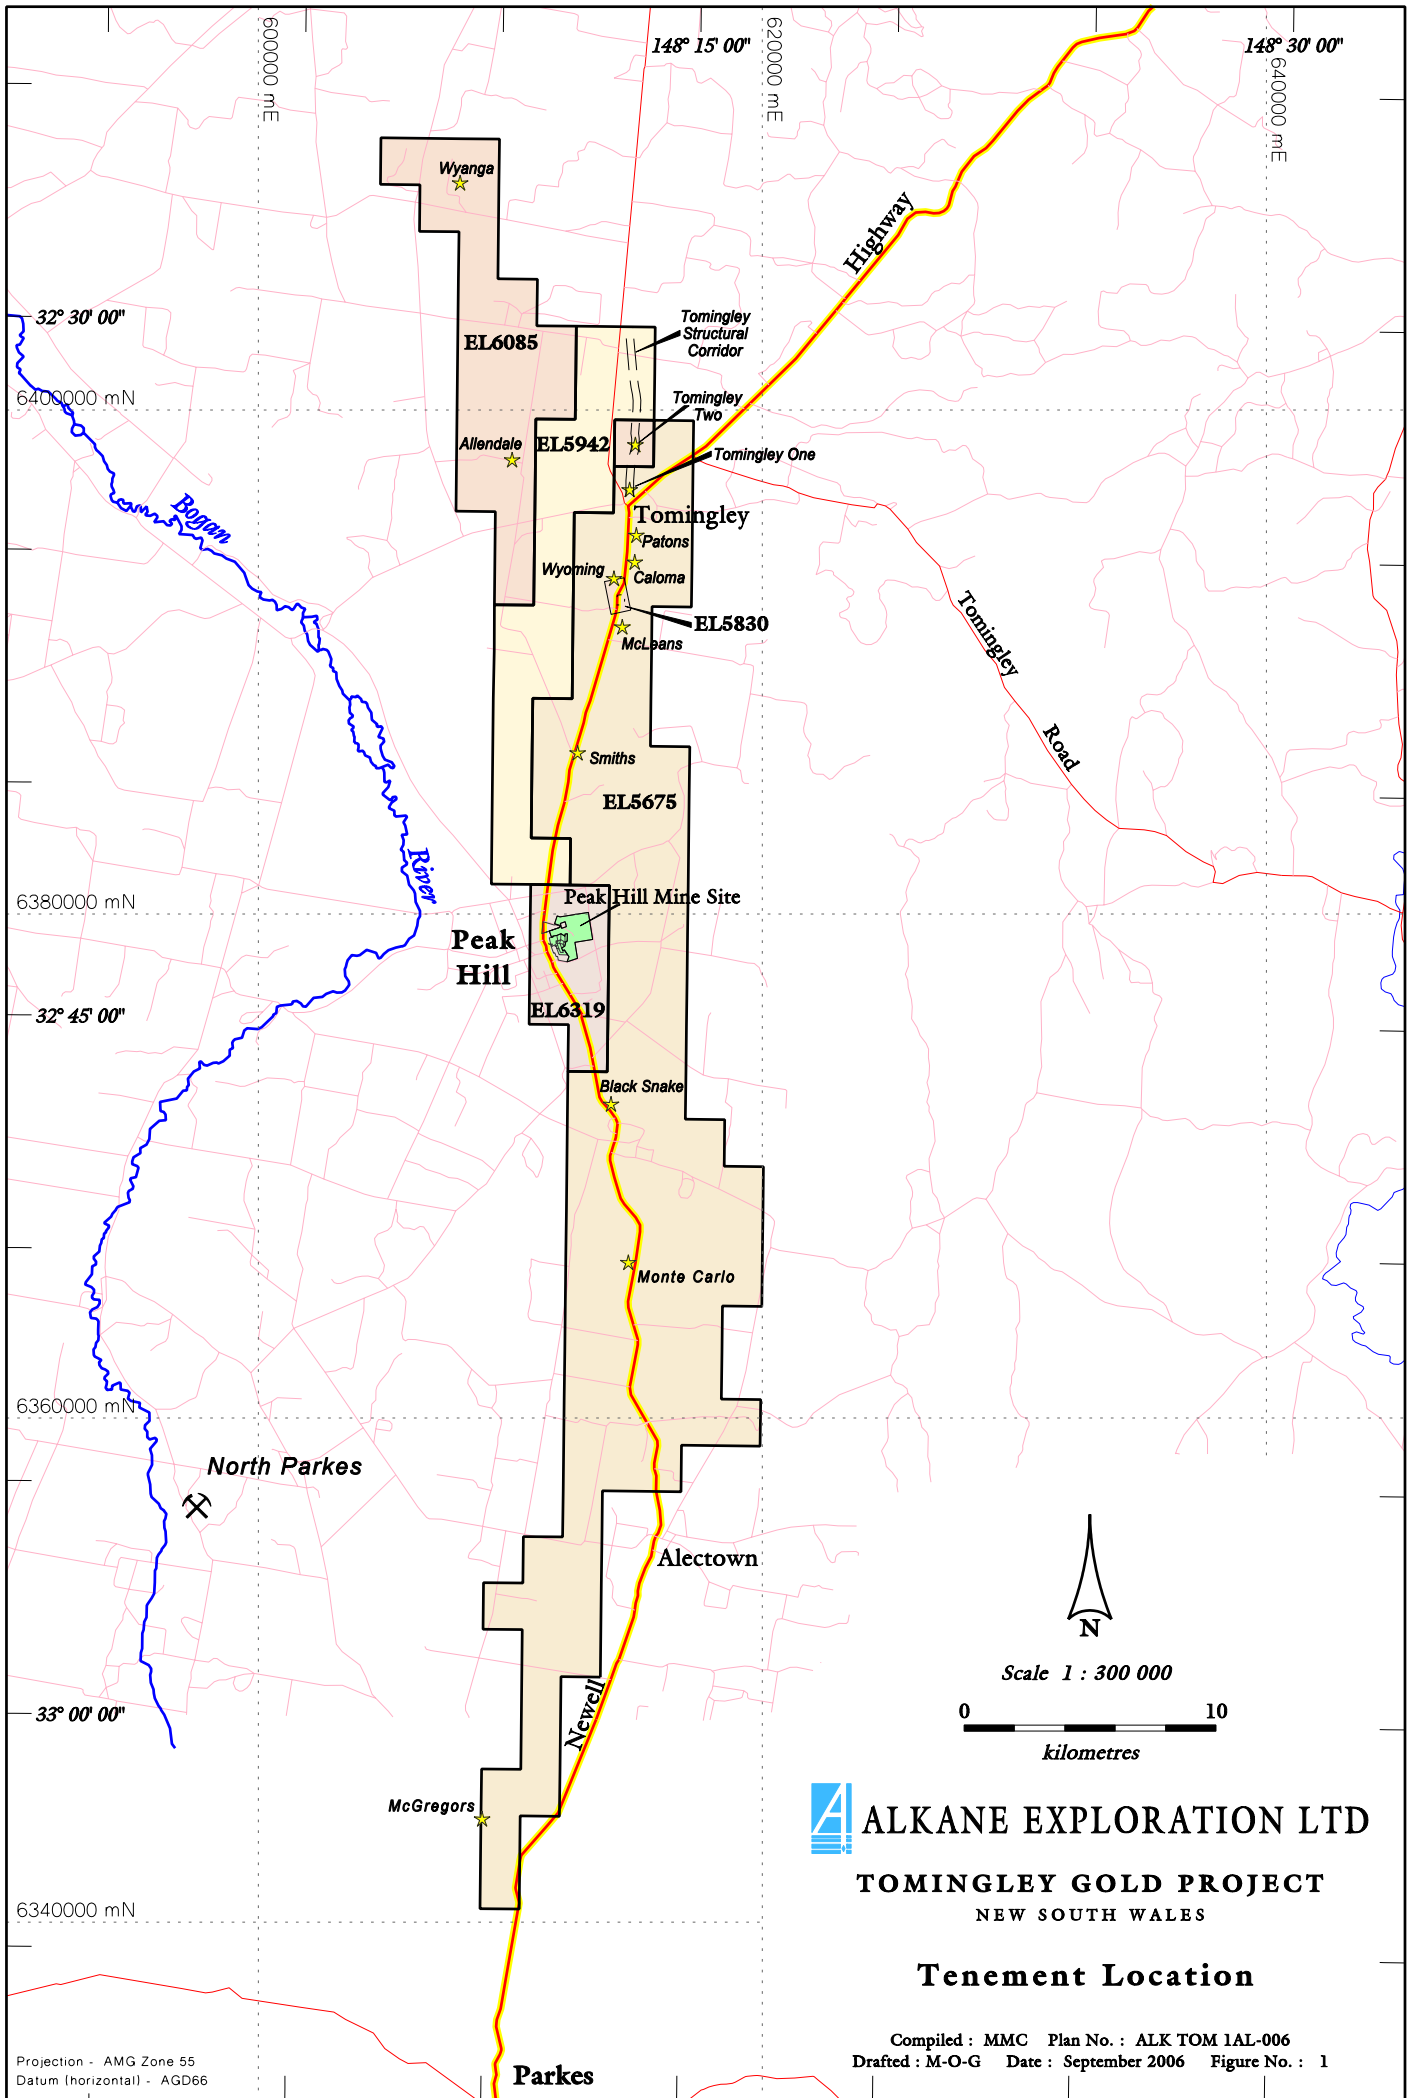 600000 mE
148° 15' 00"
620000 mE
148° 30' 00"
640000 mE
Wyanga
Highway
32° 30' 00"
Tomingley
Structural
Corridor
EL6085
6400000 mN
Tomingley
Two
Allendale
EL5942
Tomingley One
Bogan
Tomingley
Patons
Wyoming
Caloma
EL5830
McLeans
Tomingley
Road
Smiths
EL5675
River
6380000 mN
Peak Hill Mine Site
Peak
Hill
EL6319
32° 45' 00"
Black Snake
Monte Carlo
6360000 mN
North Parkes
Alectown
N
Scale 1 : 300 000
0 10
kilometres
Newell
33° 00' 00"
McGregors
ALKANE EXPLORATION LTD
TOMINGLEY GOLD PROJECT
NEW SOUTH WALES
6340000 mN
Tenement Location
Compiled : MMC Plan No. : ALK TOM 1AL-006
Drafted : M-O-G Date : September 2006 Figure No. : 1
Projection - AMG Zone 55
Datum (horizontal) - AGD66
Parkes